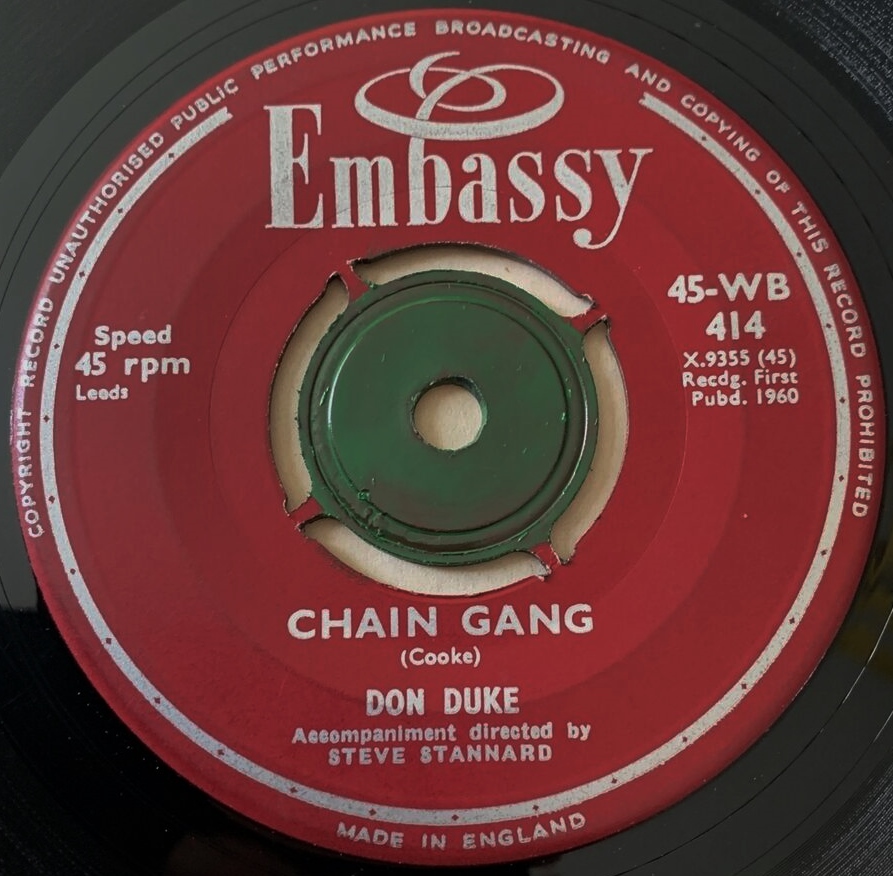 COPYRIGHT RECORD UNAUTHORISED PUBLIC PERFORMANCE BROADCASTING AND COPYING OF THIS RECORD PROHIBITED
Embassy
Speed
45 rpm
Leeds
45-WB
414
X.9355 (45)
Recdg. First
Pubd. 1960
CHAIN GANG
(Cooke)
DON DUKE
Accompaniment directed by
STEVE STANNARD
MADE IN ENGLAND